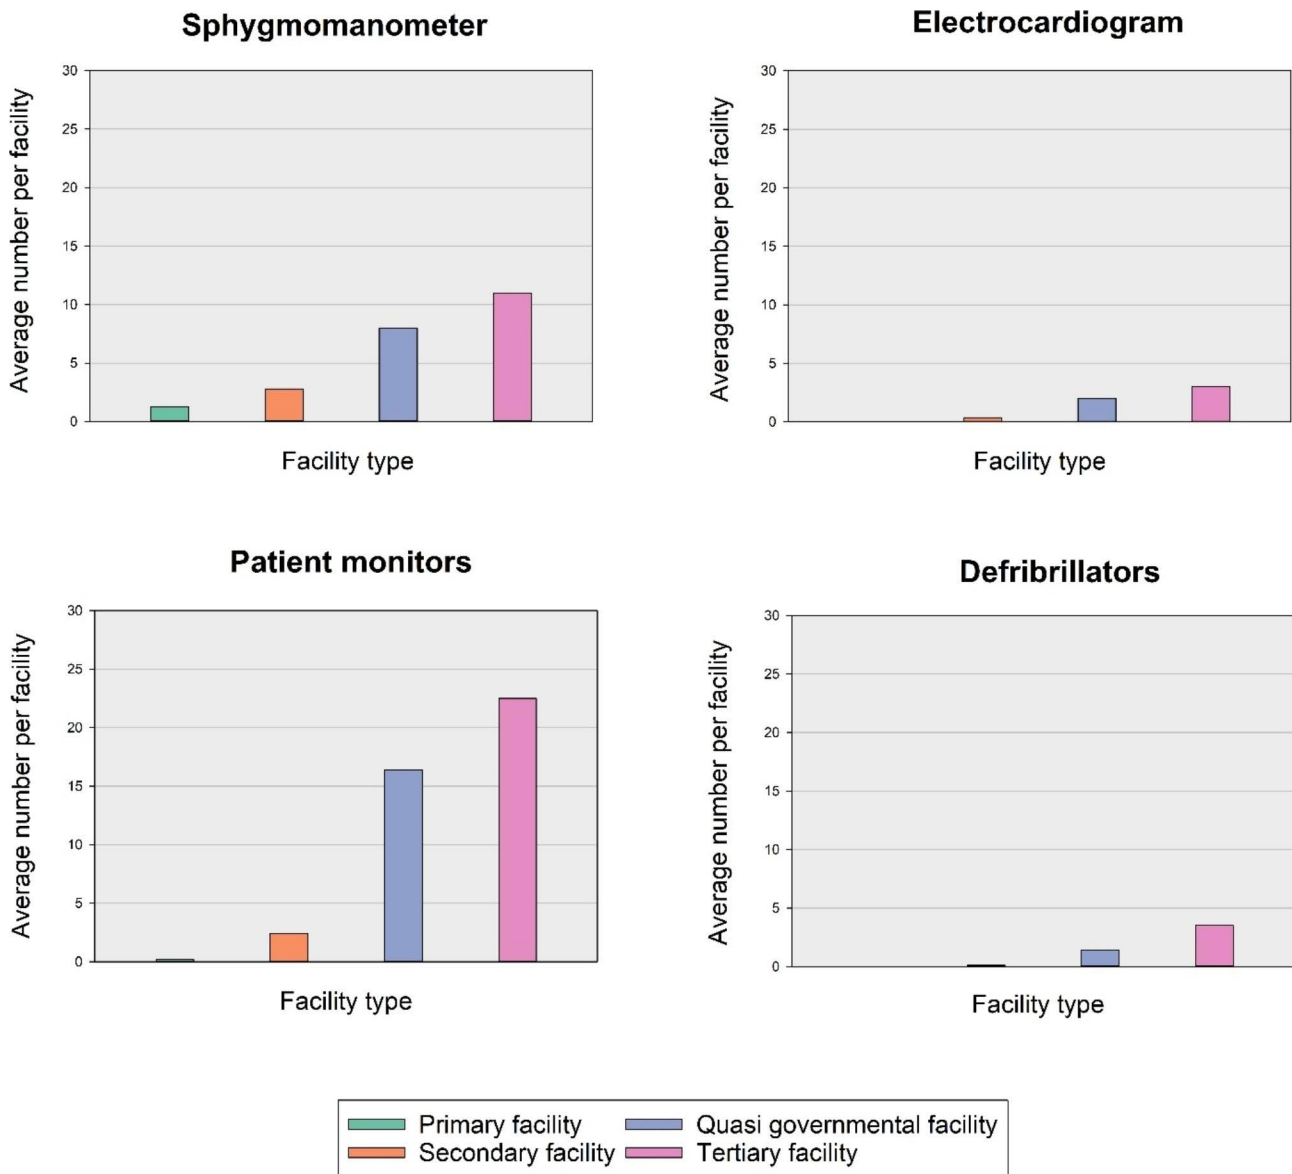 Sphygmomanometer
Average number per facility
30
25
20
15
10
5
0
Facility type
Electrocardiogram
Average number per facility
30
25
20
15
10
5
0
Facility type
Patient monitors
Average number per facility
30
25
20
15
10
5
0
Facility type
Defribrillators
Average number per facility
30
25
20
15
10
5
0
Facility type
Primary facility Quasi governmental facility
Secondary facility Tertiary facility